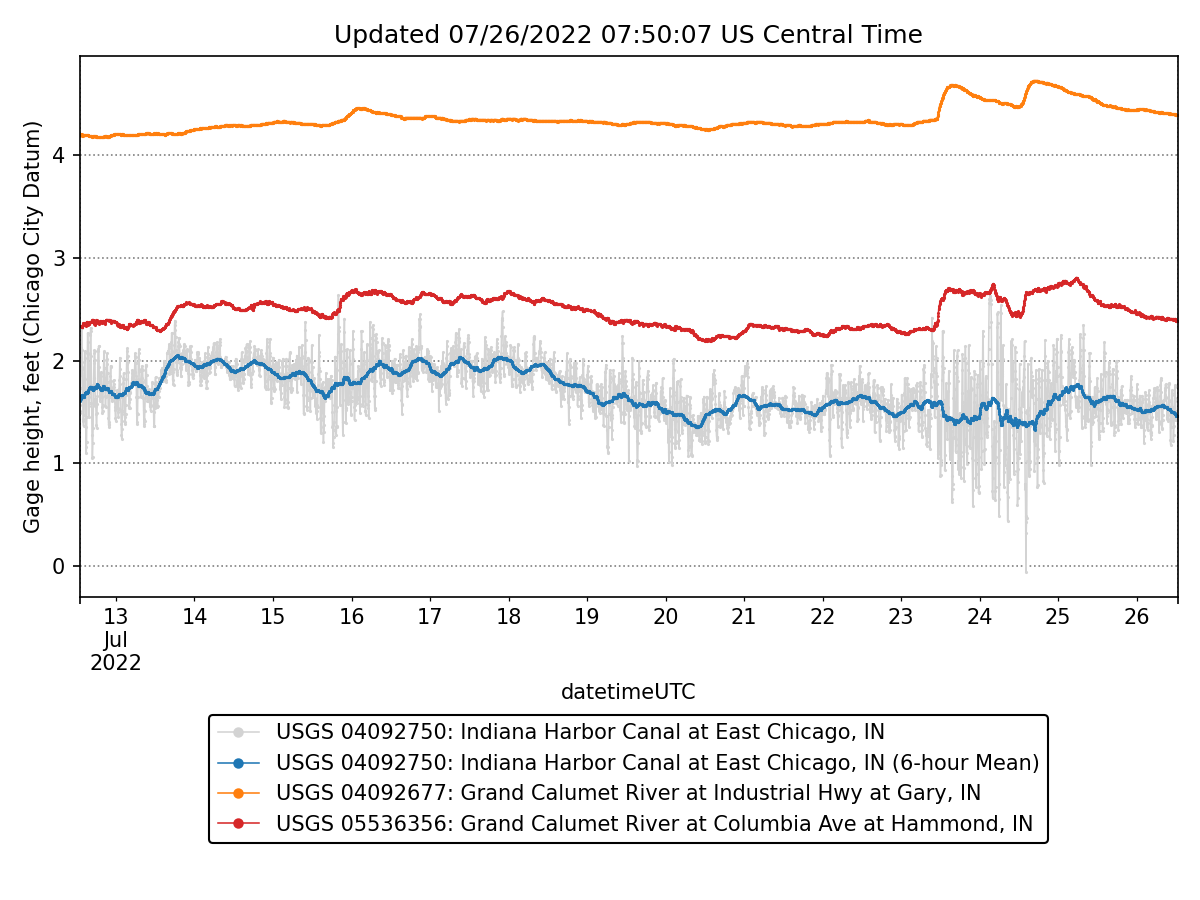 Updated 07/26/2022 07:50:07 US Central Time
Gage height, feet (Chicago City Datum)
4
3
2
1
0
13 14 15 16 17 18 19 20 21 22 23 24 25 26
Jul
2022
datetimeUTC
USGS 04092750: Indiana Harbor Canal at East Chicago, IN
USGS 04092750: Indiana Harbor Canal at East Chicago, IN (6-hour Mean)
USGS 04092677: Grand Calumet River at Industrial Hwy at Gary, IN
USGS 05536356: Grand Calumet River at Columbia Ave at Hammond, IN